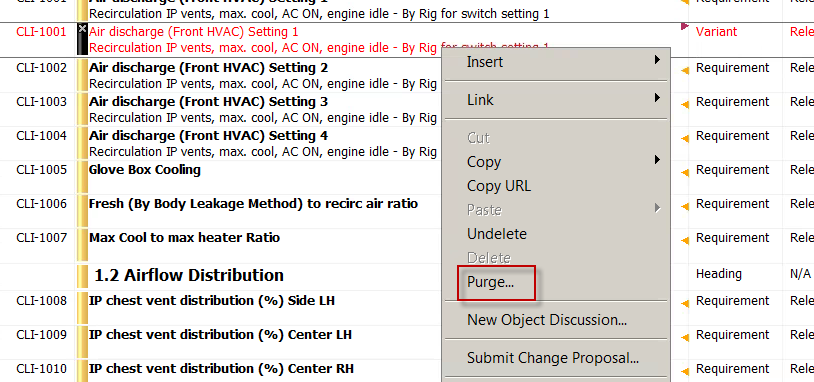 Air discharge (Front HVAC) Setting 1
Recirculation IP vents, max. cool, AC ON, engine idle - By Rig for switch setting 1
CLI-1001 Air discharge (Front HVAC) Setting 1 Variant Rele
Recirculation IP vents, max. cool, AC ON, engine idle - By Rig for switch setting 1
CLI-1002 Air discharge (Front HVAC) Setting 2 Requirement Rele
Recirculation IP vents, max. cool, AC ON, engine idle - By Rig
CLI-1003 Air discharge (Front HVAC) Setting 3 Requirement Rele
Recirculation IP vents, max. cool, AC ON, engine idle - By Rig
CLI-1004 Air discharge (Front HVAC) Setting 4 Requirement Rele
Recirculation IP vents, max. cool, AC ON, engine idle - By Rig
CLI-1005 Glove Box Cooling Requirement Rele
CLI-1006 Fresh (By Body Leakage Method) to recirc air ratio Requirement Rele
CLI-1007 Max Cool to max heater Ratio Requirement Rele
1.2 Airflow Distribution Heading N/A
CLI-1008 IP chest vent distribution (%) Side LH Requirement Rele
CLI-1009 IP chest vent distribution (%) Center LH Requirement Rele
CLI-1010 IP chest vent distribution (%) Center RH Requirement Rele
Insert
Link
Cut
Copy
Copy URL
Paste
Undelete
Delete
Purge...
New Object Discussion...
Submit Change Proposal...